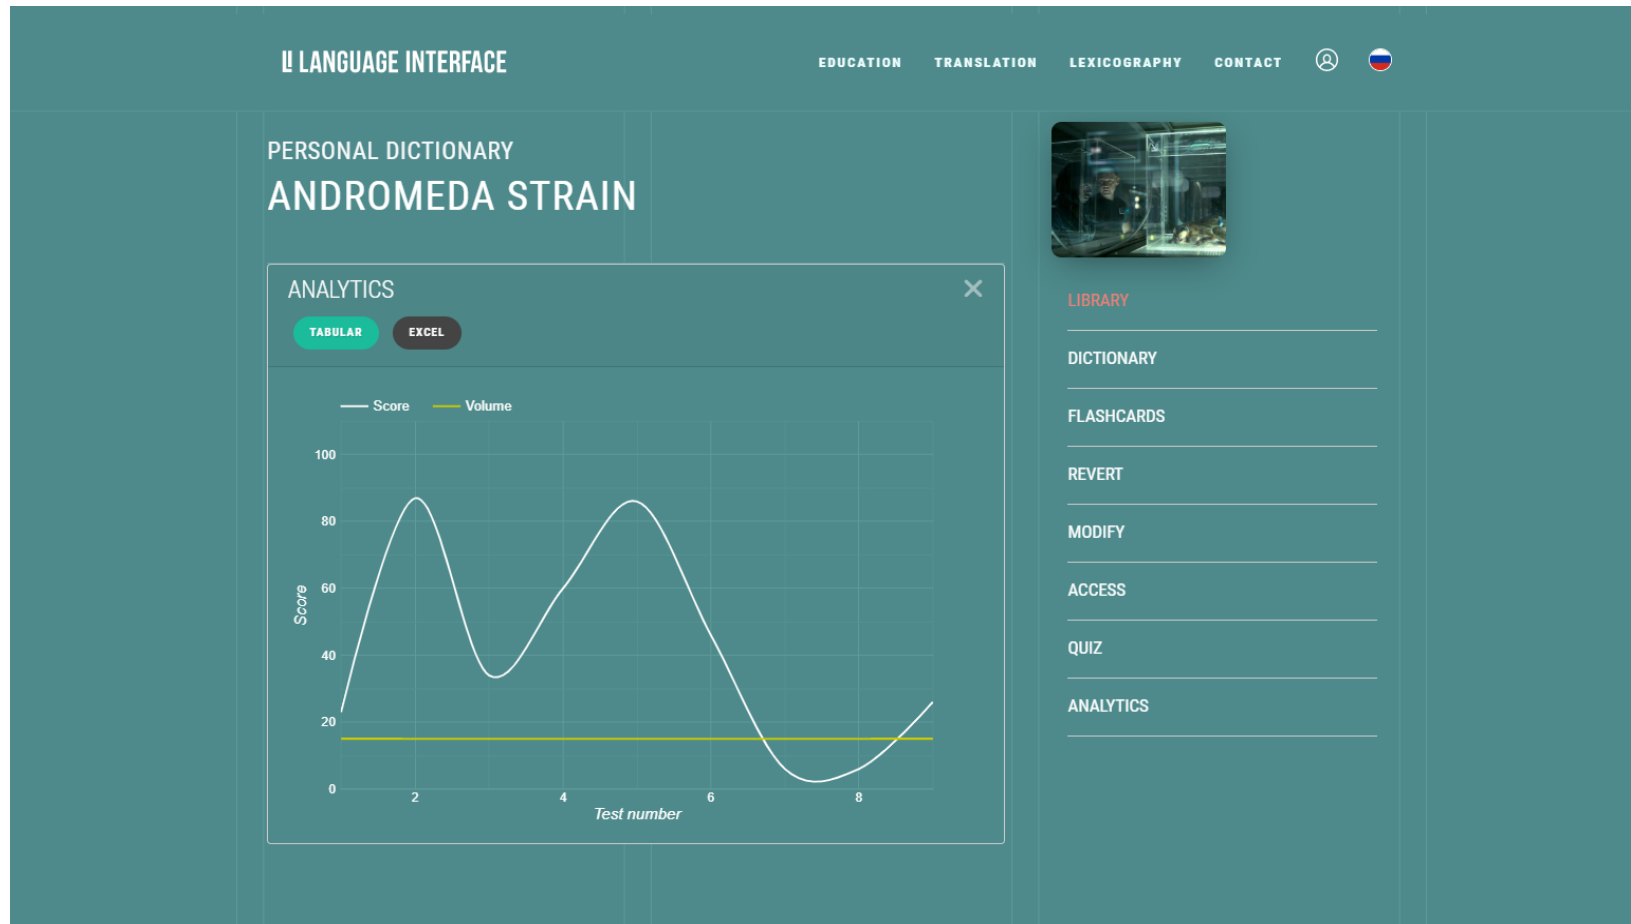 LI LANGUAGE INTERFACE
EDUCATION TRANSLATION LEXICOGRAPHY CONTACT
PERSONAL DICTIONARY
ANDROMEDA STRAIN
ANALYTICS
TABULAR EXCEL
Score Volume
100
80
60
40
20
0
Score
2 4 6 8
Test number
LIBRARY
DICTIONARY
FLASHCARDS
REVERT
MODIFY
ACCESS
QUIZ
ANALYTICS